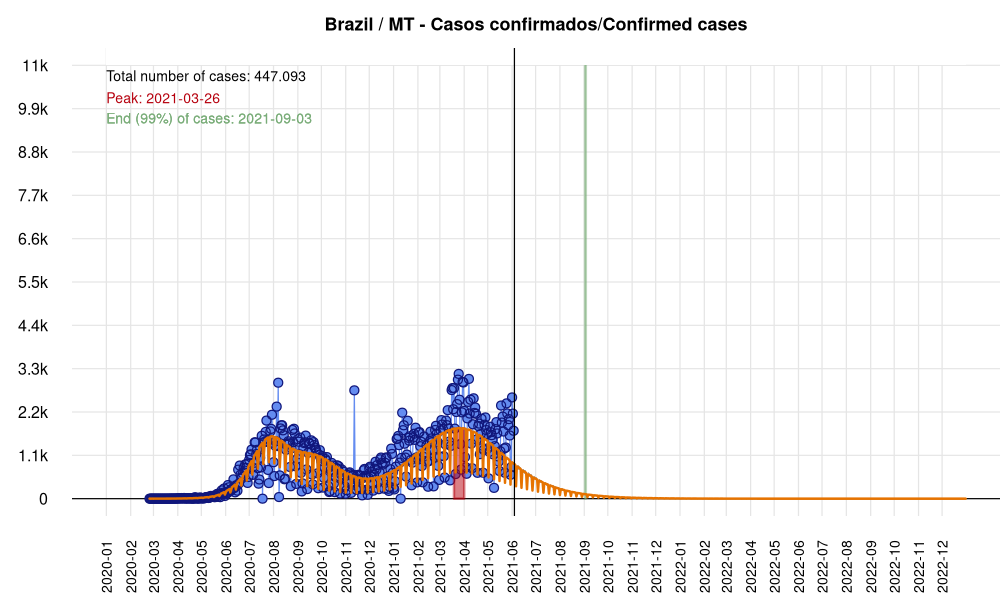 Brazil / MT - Casos confirmados/Confirmed cases
Total number of cases: 447.093
Peak: 2021-03-26
End (99%) of cases: 2021-09-03
11k
9.9k
8.8k
7.7k
6.6k
5.5k
4.4k
3.3k
2.2k
1.1k
0
2020-01
2020-02
2020-03
2020-04
2020-05
2020-06
2020-07
2020-08
2020-09
2020-10
2020-11
2020-12
2021-01
2021-02
2021-03
2021-04
2021-05
2021-06
2021-07
2021-08
2021-09
2021-10
2021-11
2021-12
2022-01
2022-02
2022-03
2022-04
2022-05
2022-06
2022-07
2022-08
2022-09
2022-10
2022-11
2022-12